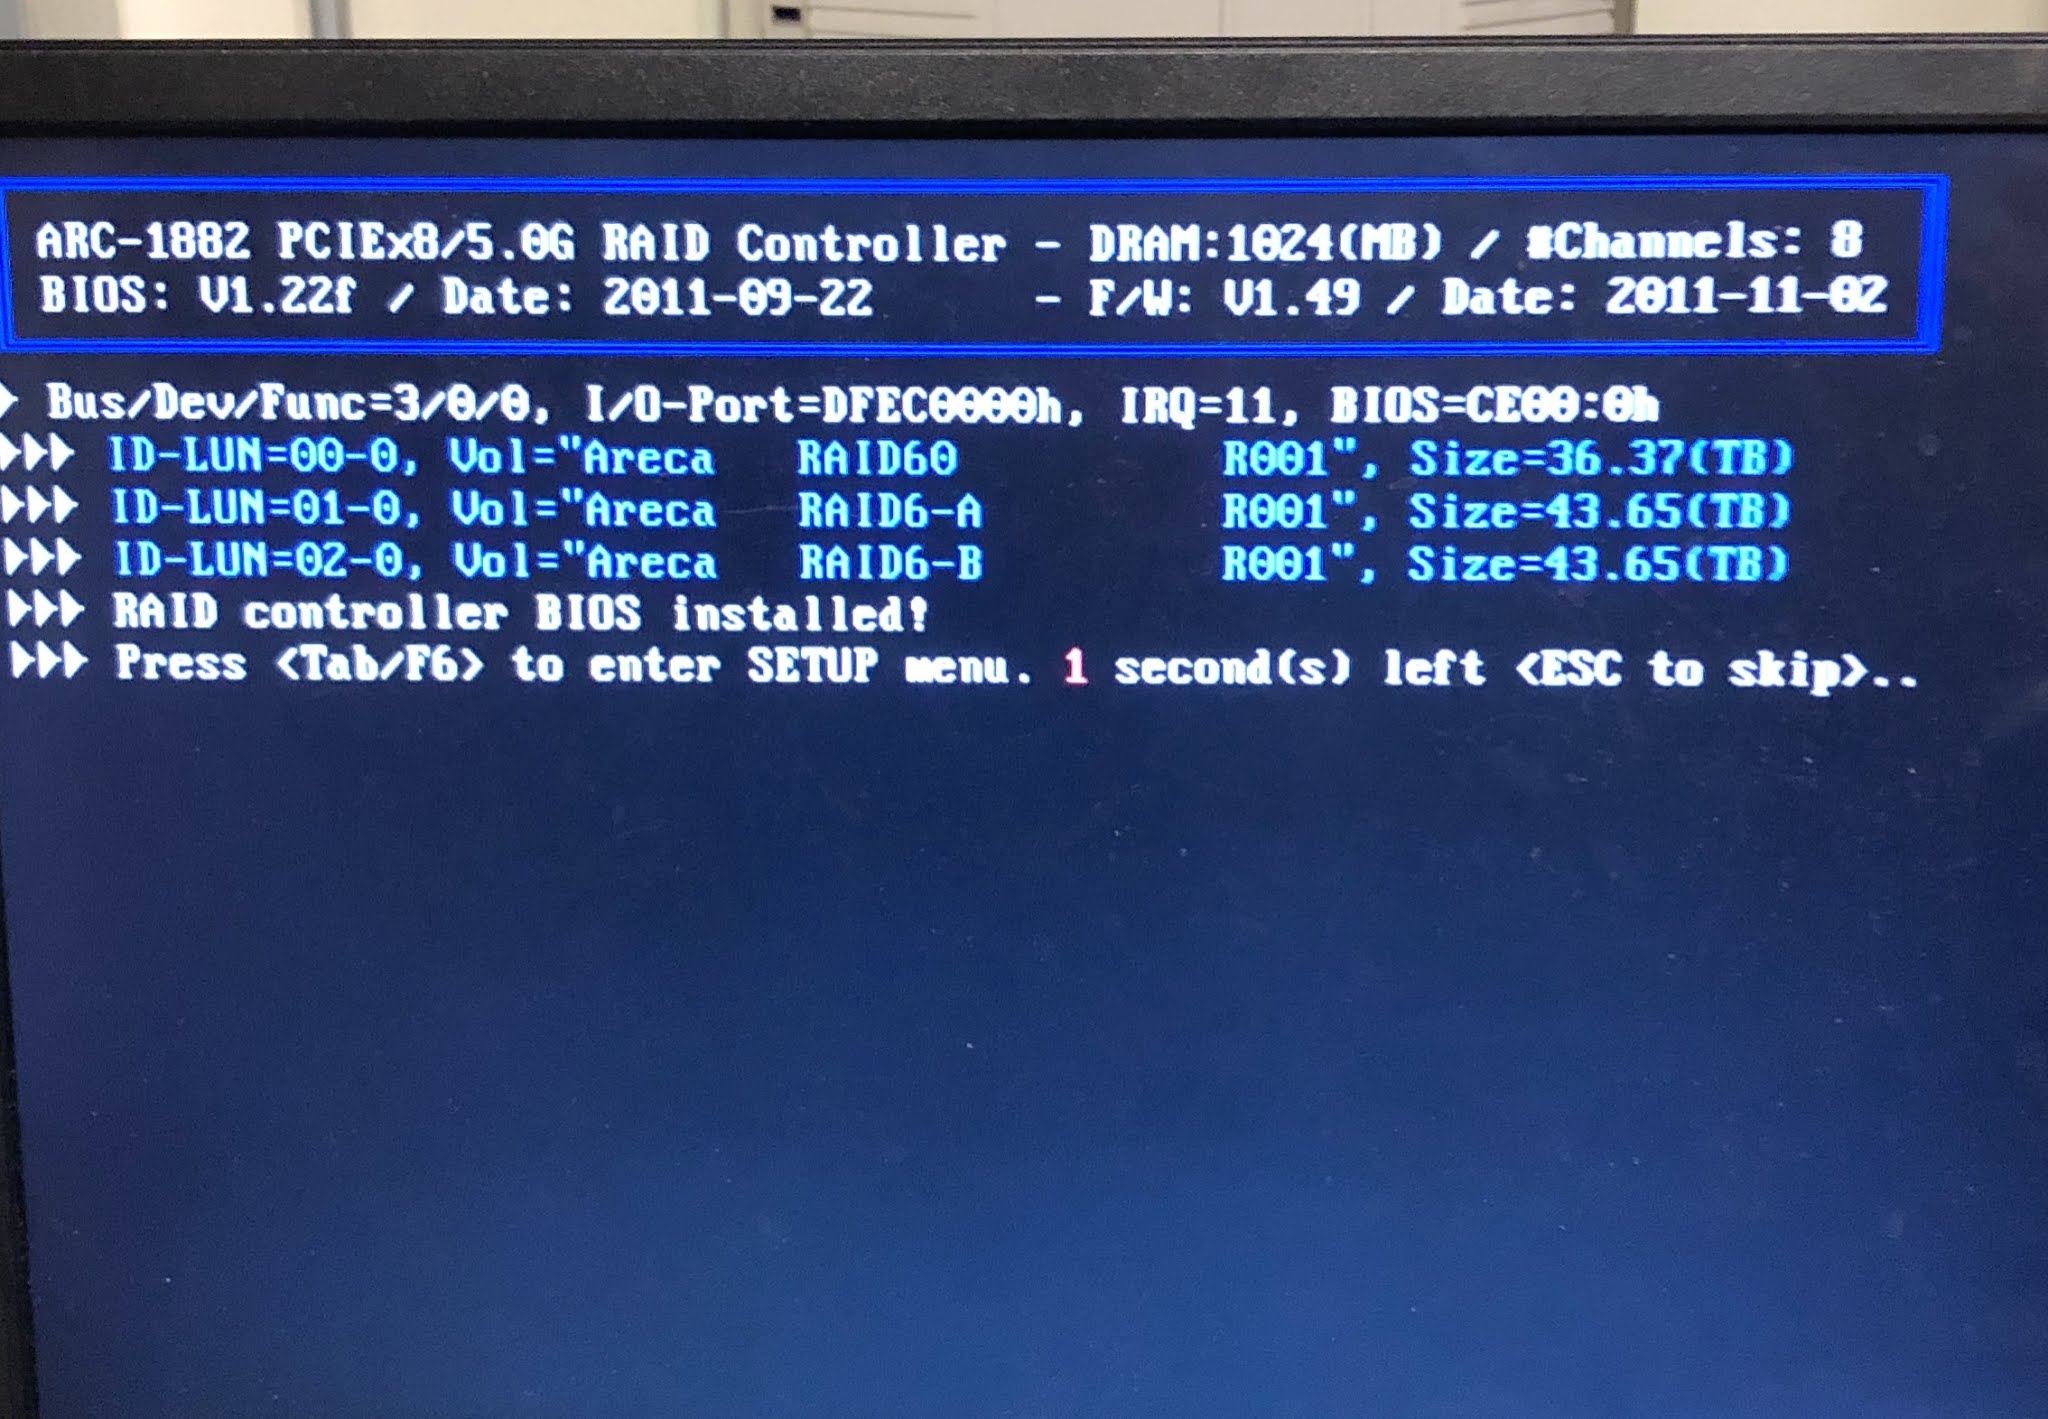 ARC-1882 PCIEx8/5.0G RAID Controller - DRAM:1024(MB) / #Channels: 8
BIOS: V1.22f / Date: 2011-09-22 - F/W: V1.49 / Date: 2011-11-02
Bus/Dev/Func=3/0/0, I/O-Port=DFEC0000h, IRQ=11, BIOS=CE00:0h
ID-LUN=00-0, Vol="Areca RAID60 R001", Size=36.37(TB)
ID-LUN=01-0, Vol="Areca RAID6-A R001", Size=43.65(TB)
ID-LUN=02-0, Vol="Areca RAID6-B R001", Size=43.65(TB)
RAID controller BIOS installed!
Press <Tab/F6> to enter SETUP menu. 1 second(s) left <ESC to skip>..